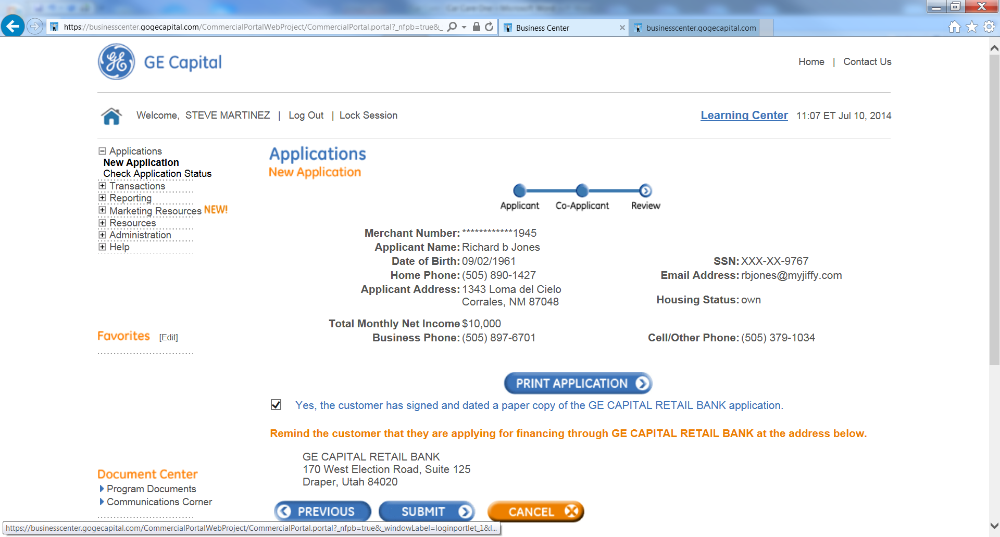 Car Care One - Microsoft Word
https://businesscenter.gogecapital.com/CommercialPortalWebProject/CommercialPortal.portal?_nfpb=true&_
Business Center
businesscenter.gogecapital.com
GE Capital
Home | Contact Us
Welcome, STEVE MARTINEZ | Log Out | Lock Session
Learning Center 11:07 ET Jul 10, 2014
Applications
New Application
Check Application Status
Transactions
Reporting
Marketing Resources NEW!
Resources
Administration
Help
Favorites [Edit]
Document Center
Program Documents
Communications Corner
Applications
New Application
Applicant Co-Applicant Review
Merchant Number: ************1945
Applicant Name: Richard b Jones
Date of Birth: 09/02/1961 SSN: XXX-XX-9767
Home Phone: (505) 890-1427 Email Address: rbjones@myjiffy.com
Applicant Address: 1343 Loma del Cielo
Corrales, NM 87048 Housing Status: own
Total Monthly Net Income $10,000
Business Phone: (505) 897-6701 Cell/Other Phone: (505) 379-1034
PRINT APPLICATION
Yes, the customer has signed and dated a paper copy of the GE CAPITAL RETAIL BANK application.
Remind the customer that they are applying for financing through GE CAPITAL RETAIL BANK at the address below.
GE CAPITAL RETAIL BANK
170 West Election Road, Suite 125
Draper, Utah 84020
PREVIOUS SUBMIT CANCEL
https://businesscenter.gogecapital.com/CommercialPortalWebProject/CommercialPortal.portal?_nfpb=true&_windowLabel=loginportlet_1&l...